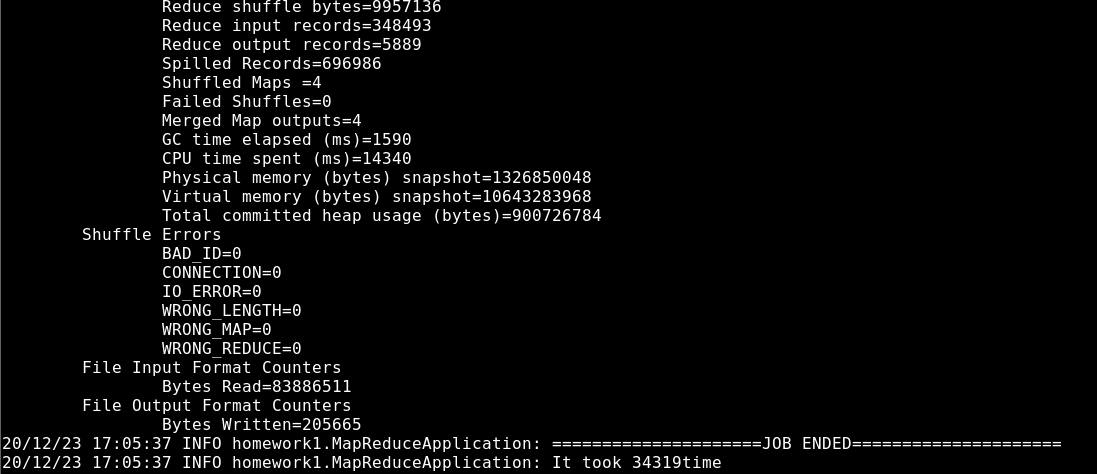 Reduce shuffle bytes=9957136
Reduce input records=348493
Reduce output records=5889
Spilled Records=696986
Shuffled Maps =4
Failed Shuffles=0
Merged Map outputs=4
GC time elapsed (ms)=1590
CPU time spent (ms)=14340
Physical memory (bytes) snapshot=1326850048
Virtual memory (bytes) snapshot=10643283968
Total committed heap usage (bytes)=900726784
Shuffle Errors
BAD_ID=0
CONNECTION=0
IO_ERROR=0
WRONG_LENGTH=0
WRONG_MAP=0
WRONG_REDUCE=0
File Input Format Counters
Bytes Read=83886511
File Output Format Counters
Bytes Written=205665
20/12/23 17:05:37 INFO homework1.MapReduceApplication: =====================JOB ENDED=====================
20/12/23 17:05:37 INFO homework1.MapReduceApplication: It took 34319time